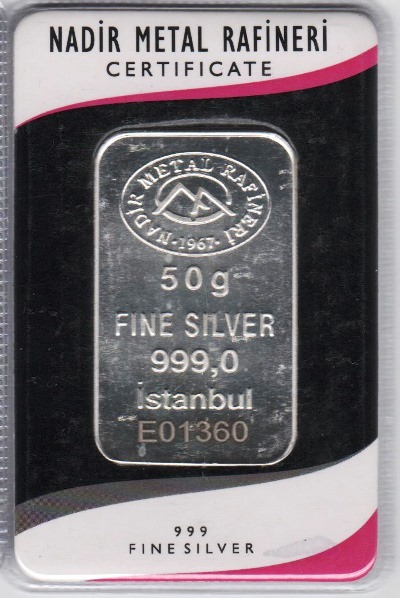 NADİR METAL RAFİNERİ
CERTIFICATE
NADİR METAL RAFİNERİ
·1967·
50g
FINE SILVER
999,0
İstanbul
E01360
999
FINE SILVER